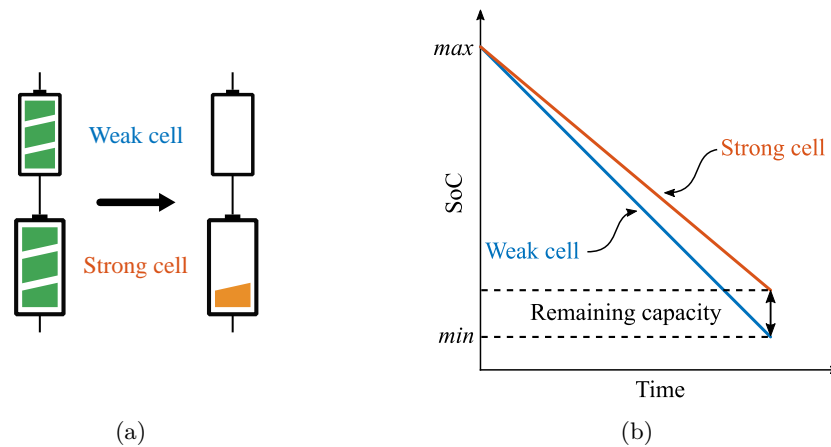 Weak cell
Strong cell
(a)
max
SoC
Strong cell
Weak cell
Remaining capacity
min
Time
(b)